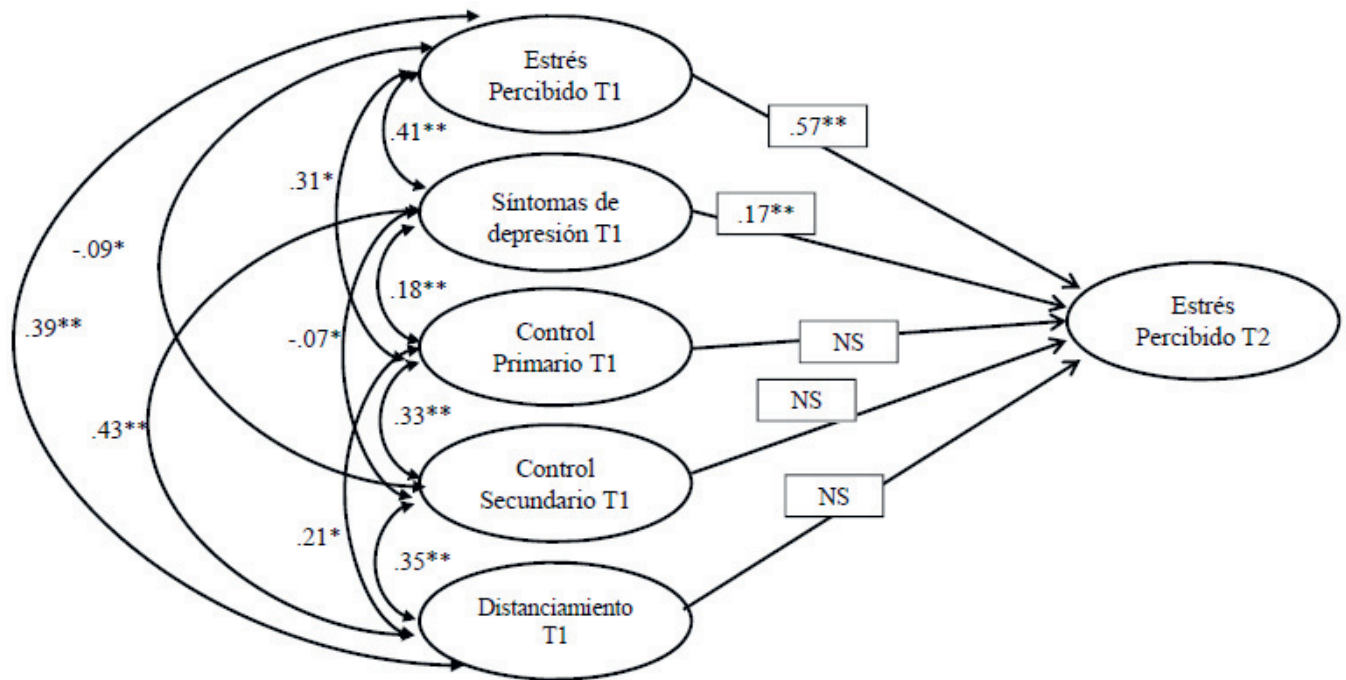 Estrés
Percibido T1
.57**
.41**
.31*
Síntomas de
depresión T1
.17**
-.09*
.18**
Estrés
Percibido T2
.39**
-.07*
Control
Primario T1
NS
NS
.43**
.33**
Control
Secundario T1
NS
.21*
.35**
Distanciamiento
T1